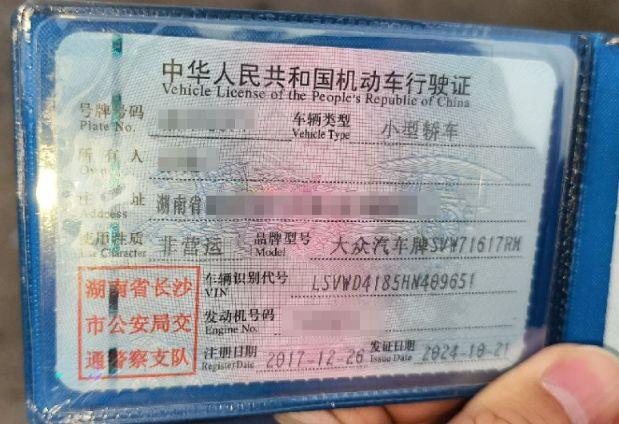 中华人民共和国机动车行驶证
Vehicle License of the People's Republic of China
号牌号码 车辆类型 小型轿车
Plate No. Vehicle Type
所有人
Owner
住址 湖南省
Address
使用性质 非营运 品牌型号 大众汽车牌SVW71617RM
Use Character Model
湖南省长沙 车辆识别代号 LSVWD4185HN409651
VIN
市公安局交 发动机号码
Engine No.
通警察支队 注册日期 2017-12-26 发证日期 2024-10-21
Register Date Issue Date